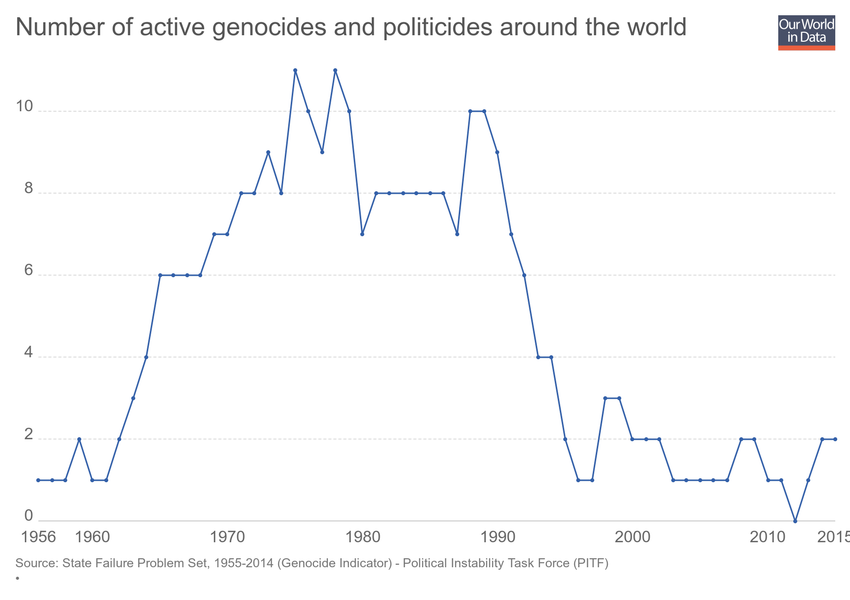 Number of active genocides and politicides around the world
Our World
in Data
10
8
6
4
2
0
1956 1960 1970 1980 1990 2000 2010 2015
Source: State Failure Problem Set, 1955-2014 (Genocide Indicator) - Political Instability Task Force (PITF)
•